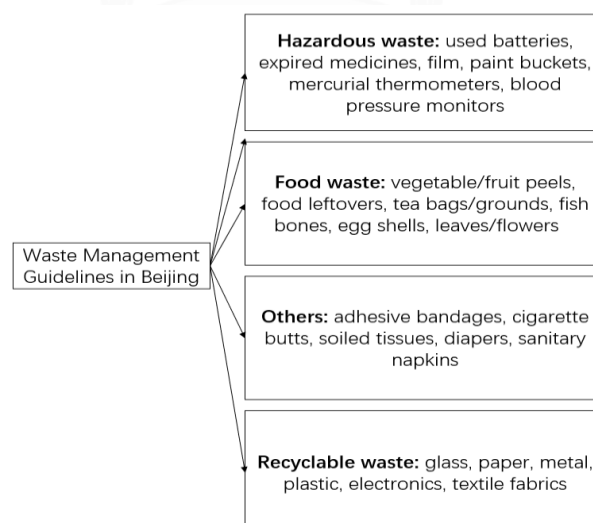 Hazardous waste: used batteries,
expired medicines, film, paint buckets,
mercurial thermometers, blood
pressure monitors
Food waste: vegetable/fruit peels,
food leftovers, tea bags/grounds, fish
bones, egg shells, leaves/flowers
Waste Management
Guidelines in Beijing
Others: adhesive bandages, cigarette
butts, soiled tissues, diapers, sanitary
napkins
Recyclable waste: glass, paper, metal,
plastic, electronics, textile fabrics